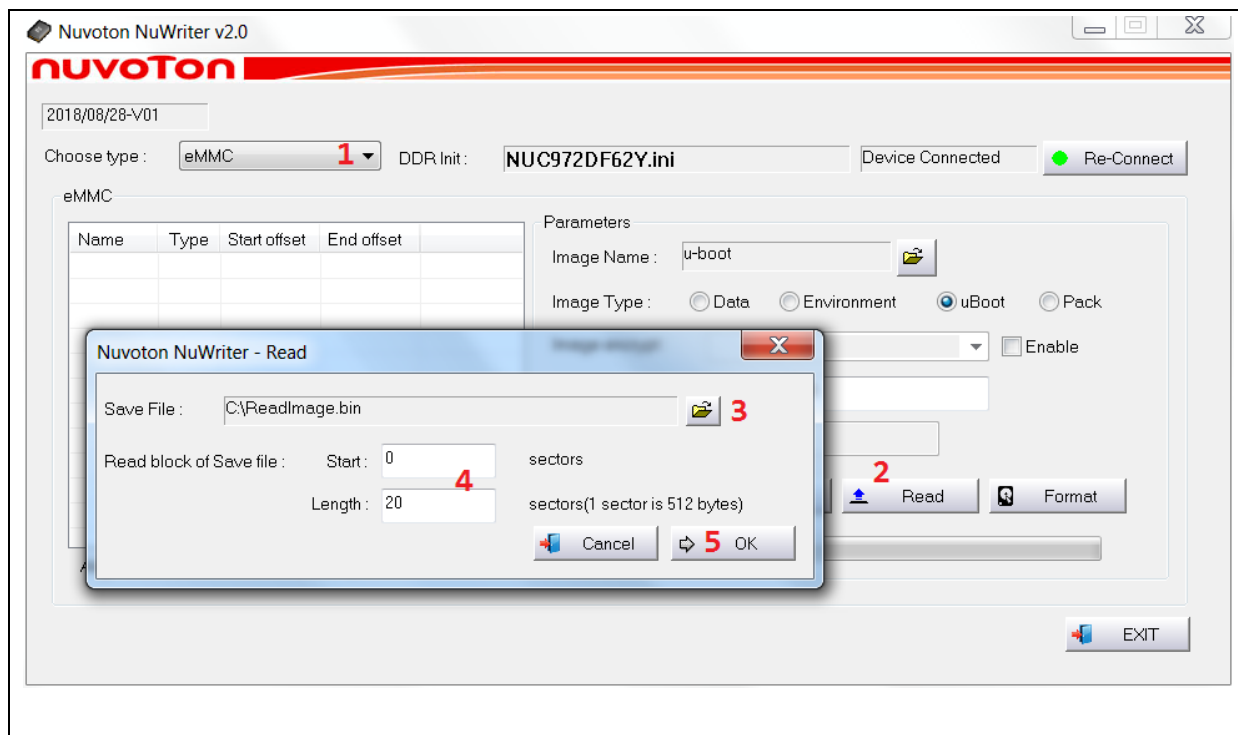 Nuvoton NuWriter v2.0
nuvoTon
2018/08/28-V01
Choose type : eMMC 1 DDR Init : NUC972DF62Y.ini Device Connected Re-Connect
eMMC
Parameters
Name Type Start offset End offset
Image Name : u-boot
Image Type : Data Environment uBoot Pack
Enable
Nuvoton NuWriter - Read
Save File : C:\ReadImage.bin 3
Read block of Save file : Start : 0 sectors
4
Length : 20 sectors(1 sector is 512 bytes)
Cancel 5 OK
2
Read Format
EXIT